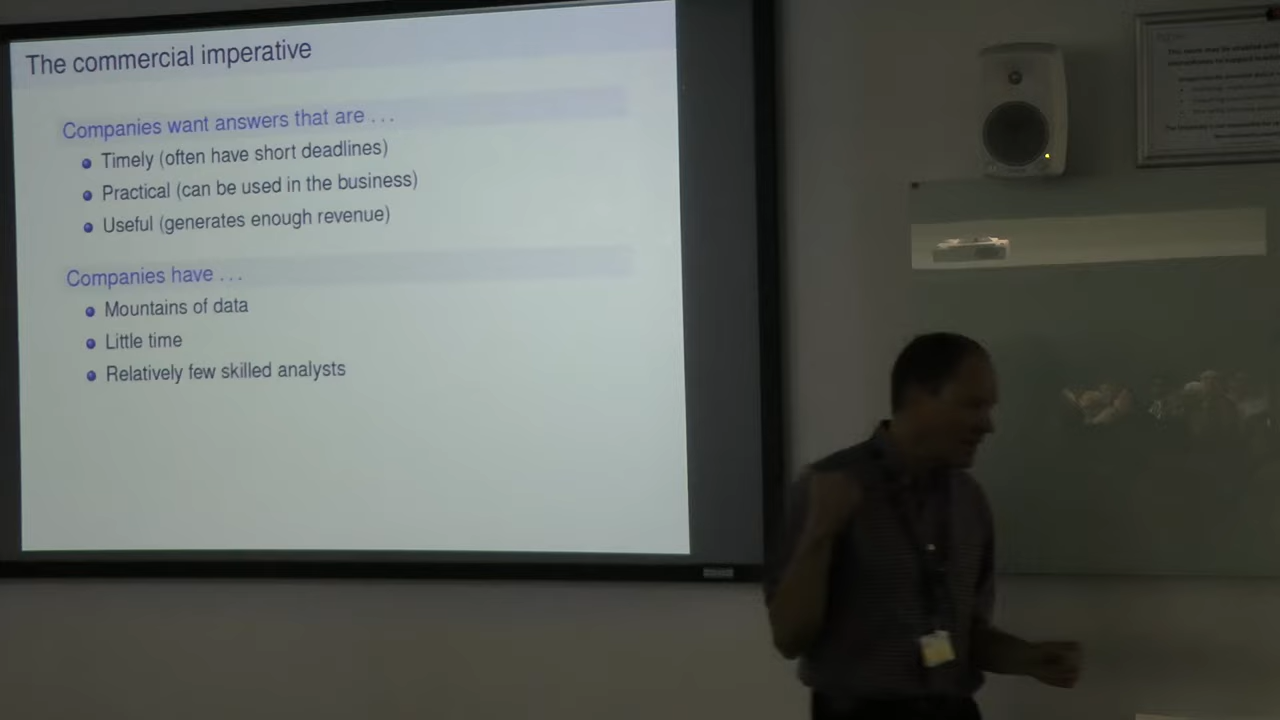 The commercial imperative
Companies want answers that are . . .
Timely (often have short deadlines)
Practical (can be used in the business)
Useful (generates enough revenue)
Companies have . . .
Mountains of data
Little time
Relatively few skilled analysts